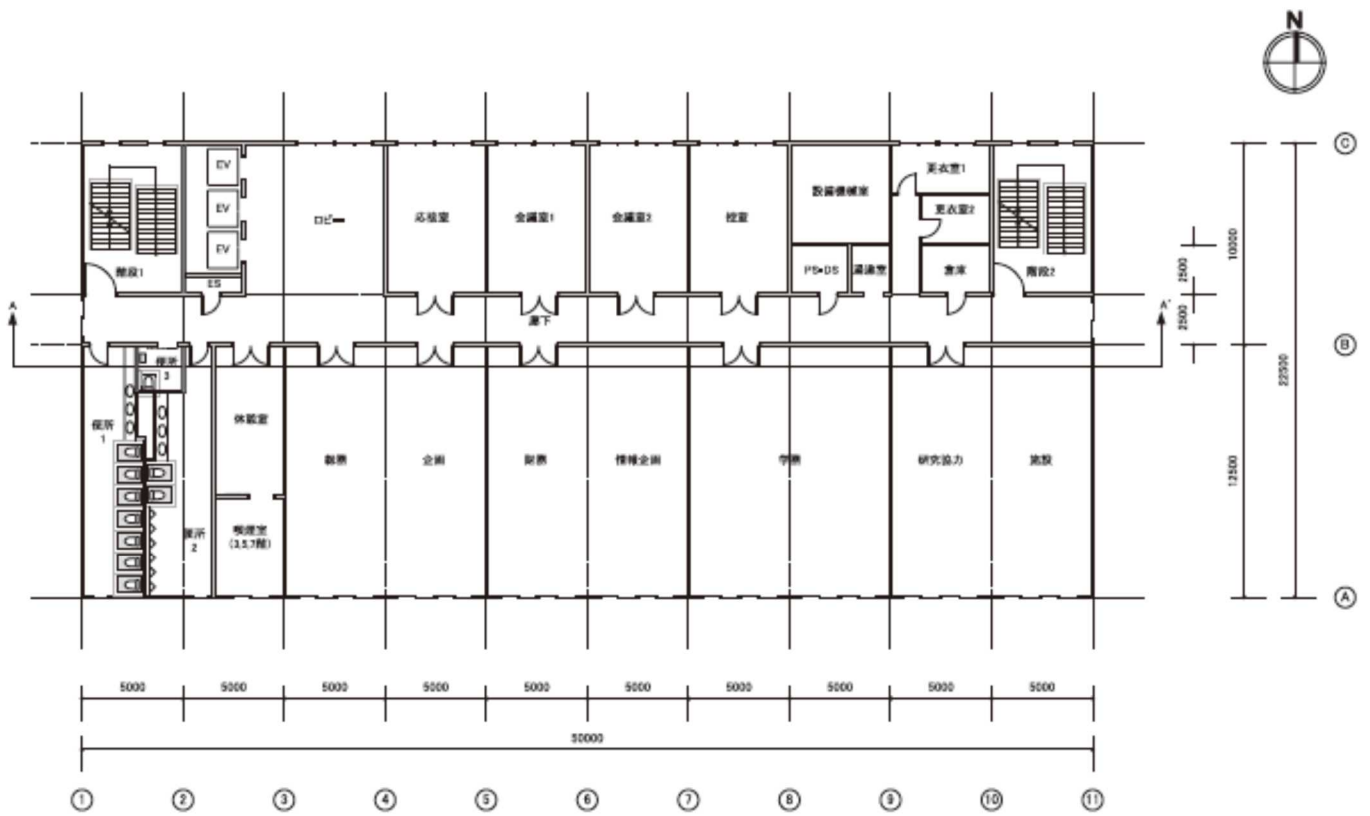 N
C
EV
EV
EV
ロビー
応接室
会議室1
会議室2
控室
設備機械室
更衣室1
更衣室2
PS・DS
湯沸室
倉庫
階段1
ES
階段2
10000
2500
2500
22500
A
廊下
A'
B
便所
3
便所
1
休憩室
総務
企画
財務
情報企画
学務
研究協力
施設
12500
便所
2
喫煙室
(3,5,7階)
A
5000
5000
5000
5000
5000
5000
5000
5000
5000
5000
50000
1
2
3
4
5
6
7
8
9
10
11